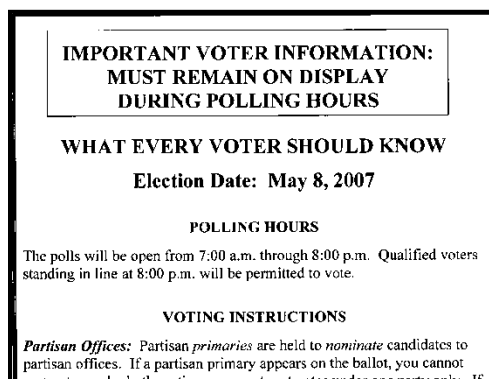 IMPORTANT VOTER INFORMATION:
MUST REMAIN ON DISPLAY
DURING POLLING HOURS
WHAT EVERY VOTER SHOULD KNOW
Election Date: May 8, 2007
POLLING HOURS
The polls will be open from 7:00 a.m. through 8:00 p.m. Qualified voters
standing in line at 8:00 p.m. will be permitted to vote.
VOTING INSTRUCTIONS
Partisan Offices: Partisan primaries are held to nominate candidates to
partisan offices. If a partisan primary appears on the ballot, you cannot